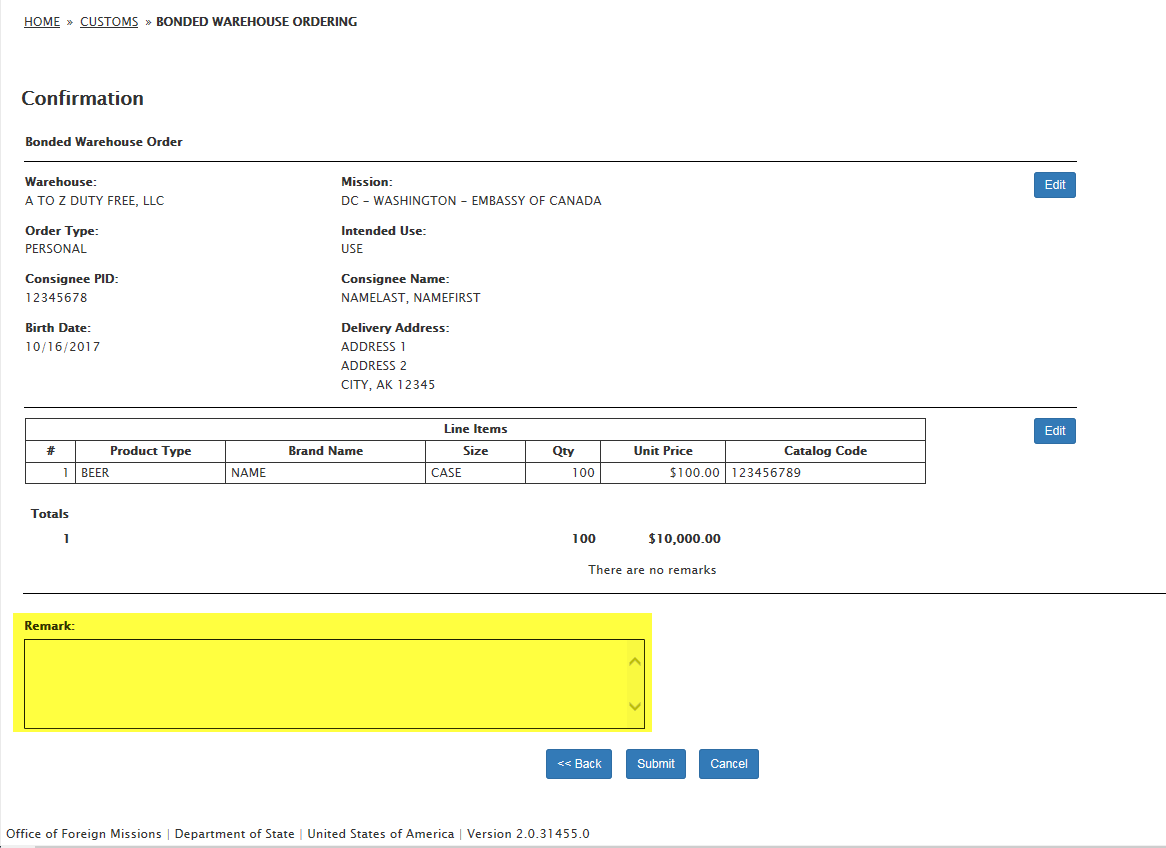 HOME » CUSTOMS » BONDED WAREHOUSE ORDERING
Confirmation
Bonded Warehouse Order
Warehouse: Mission:
A TO Z DUTY FREE, LLC DC – WASHINGTON – EMBASSY OF CANADA
Edit
Order Type: Intended Use:
PERSONAL USE
Consignee PID: Consignee Name:
12345678 NAMELAST, NAMEFIRST
Birth Date: Delivery Address:
10/16/2017 ADDRESS 1
ADDRESS 2
CITY, AK 12345
Line Items
Edit
# Product Type Brand Name Size Qty Unit Price Catalog Code
1 BEER NAME CASE 100 $100.00 123456789
Totals
1 100 $10,000.00
There are no remarks
Remark:
<< Back Submit Cancel
Office of Foreign Missions | Department of State | United States of America | Version 2.0.31455.0